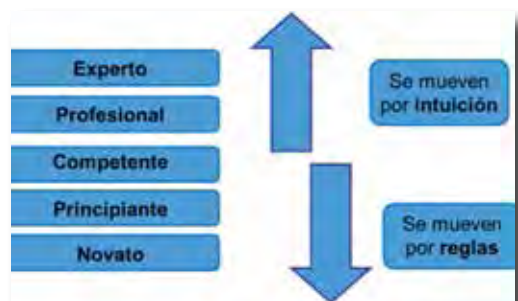 Experto
Profesional
Competente
Principiante
Novato
Se mueven
por intuición
Se mueven
por reglas